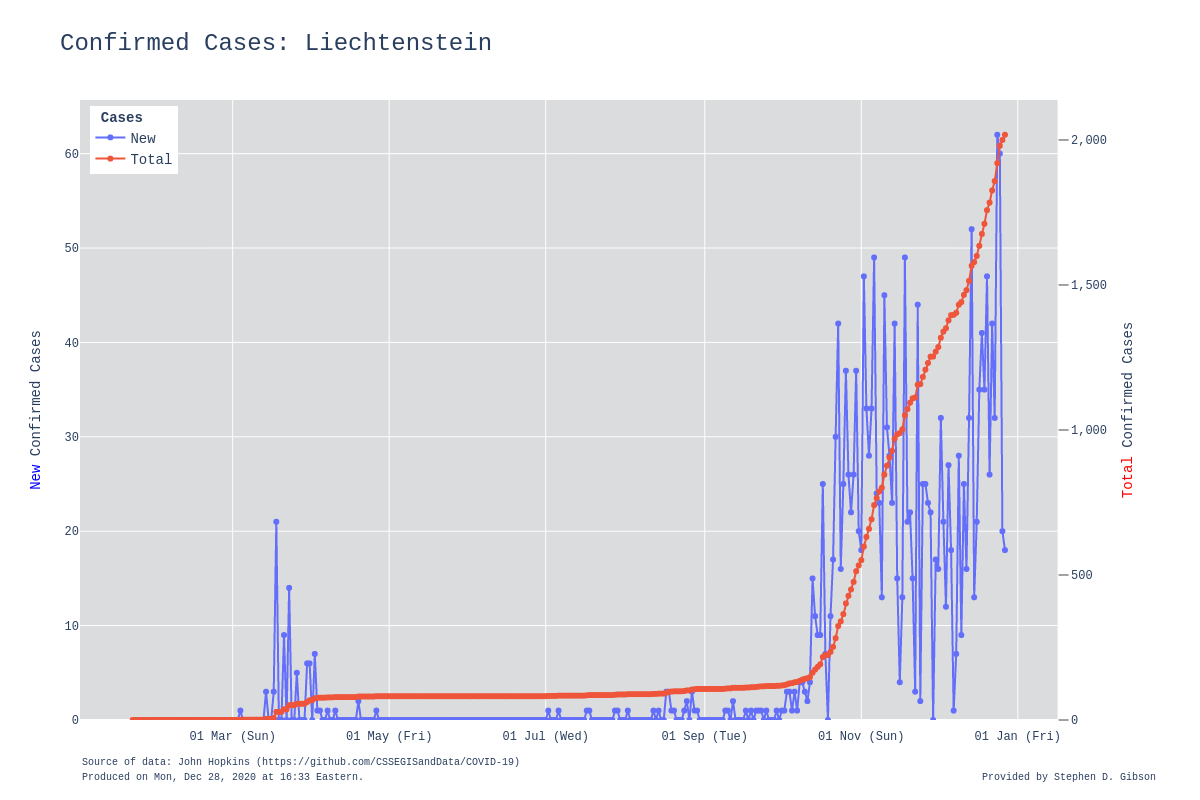 Confirmed Cases: Liechtenstein
Cases
New
Total
60
50
40
30
20
10
0
2,000
1,500
1,000
500
0
New Confirmed Cases
Total Confirmed Cases
01 Mar (Sun)
01 May (Fri)
01 Jul (Wed)
01 Sep (Tue)
01 Nov (Sun)
01 Jan (Fri)
Source of data: John Hopkins (https://github.com/CSSEGISandData/COVID-19)
Produced on Mon, Dec 28, 2020 at 16:33 Eastern.
Provided by Stephen D. Gibson